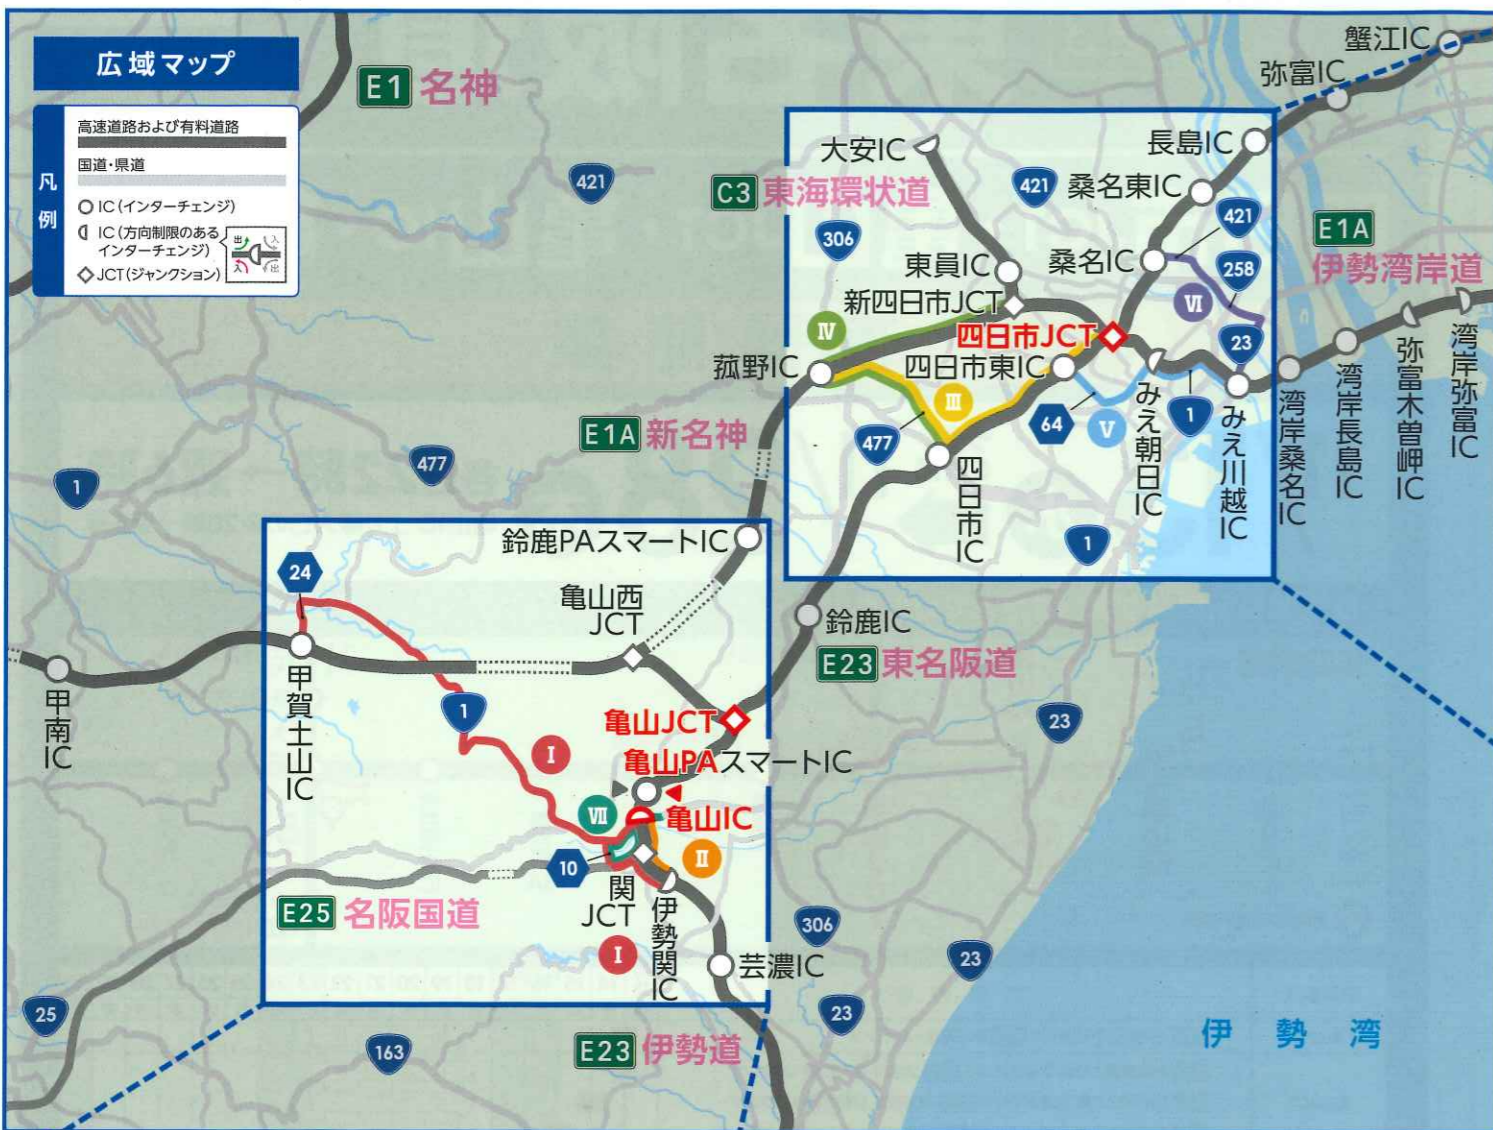 広域マップ
凡例
高速道路および有料道路
国道・県道
IC(インターチェンジ)
IC(方向制限のある
インターチェンジ)
出 入
入 出
JCT(ジャンクション)
E1 名神
421
C3 東海環状道
大安IC
421
306
長島IC
桑名東IC
421
蟹江IC
弥富IC
E1A
伊勢湾岸道
東員IC
桑名IC
258
新四日市JCT
VI
IV
四日市JCT
23
菰野IC
四日市東IC
III
477
64
V
みえ朝日IC
1
みえ川越IC
湾岸桑名IC
湾岸長島IC
弥富木曽岬IC
湾岸弥富IC
四日市IC
1
E1A 新名神
477
1
鈴鹿PAスマートIC
24
亀山西
JCT
鈴鹿IC
E23 東名阪道
甲南IC
甲賀土山IC
1
亀山JCT
I
亀山PAスマートIC
VII
亀山IC
II
10
関
JCT
伊勢関IC
I
E25 名阪国道
芸濃IC
306
23
23
23
25
163
E23 伊勢道
伊勢湾